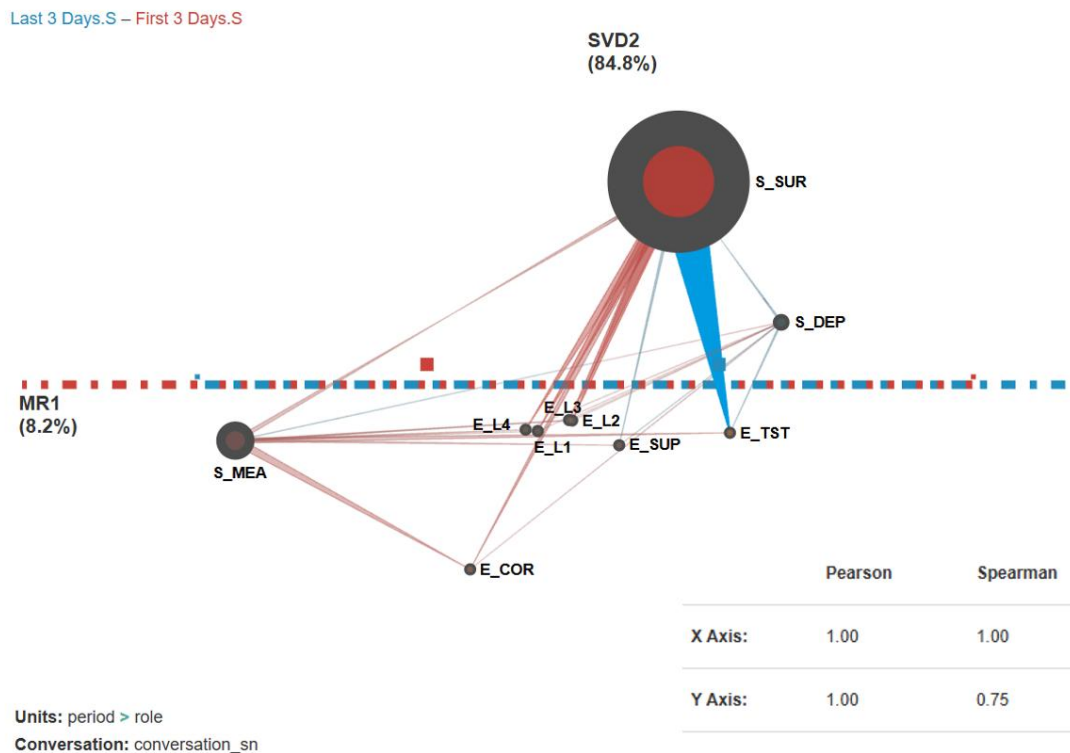 Last 3 Days.S – First 3 Days.S
SVD2
(84.8%)
S_SUR
S_DEP
MR1
(8.2%)
E_L3
E_L4
E_L2
E_L1
E_TST
E_SUP
S_MEA
E_COR
Pearson Spearman
X Axis: 1.00 1.00
Y Axis: 1.00 0.75
Units: period > role
Conversation: conversation_sn